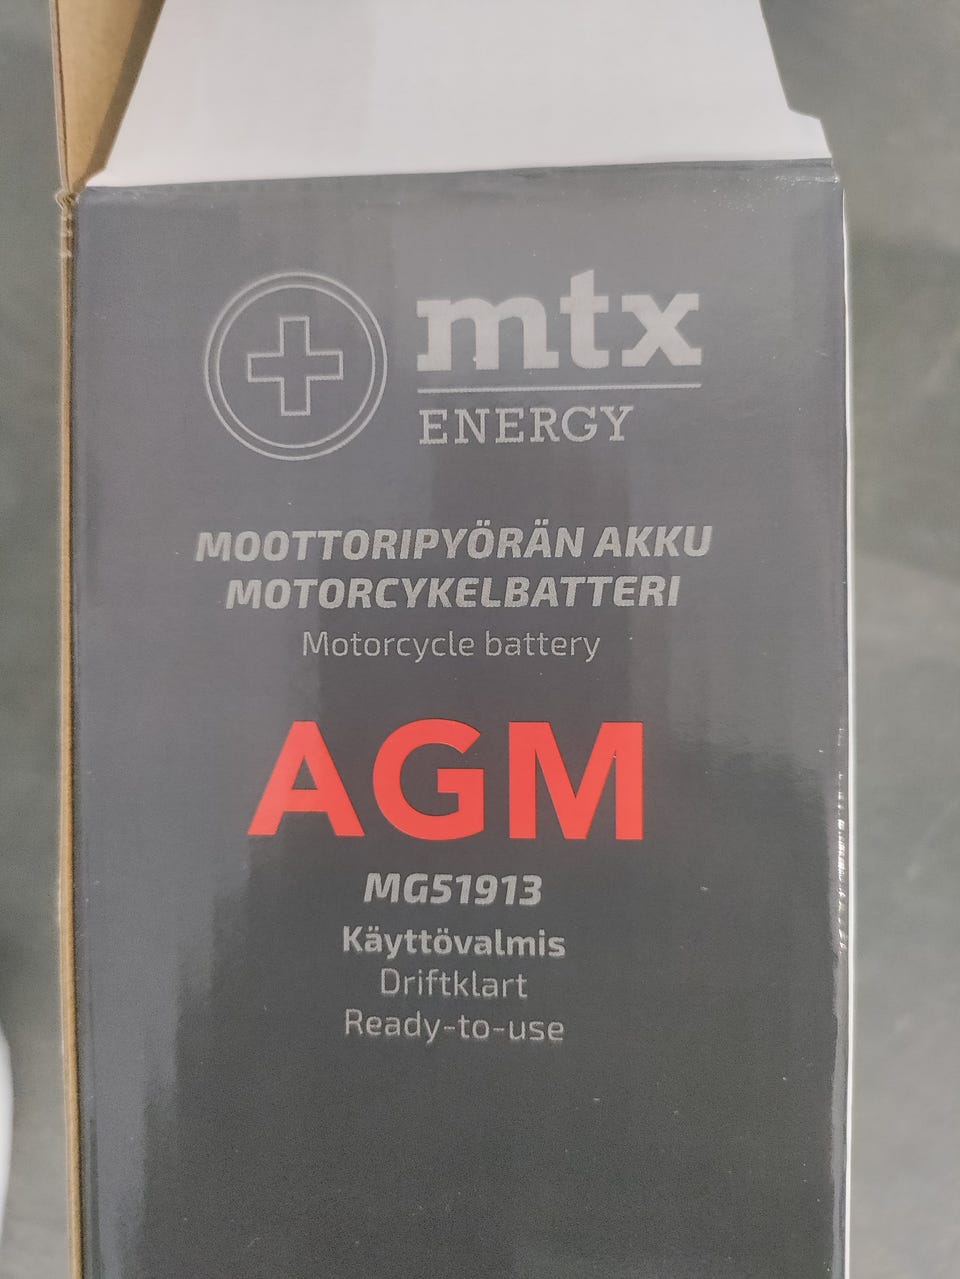 mtx
ENERGY
MOOTTORIPYÖRÄN AKKU
MOTORCYKELBATTERI
Motorcycle battery
AGM
MG51913
Käyttövalmis
Driftklart
Ready-to-use